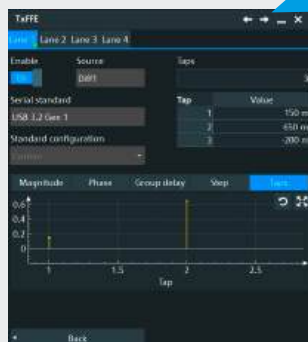 TxFFE
Lane 1 Lane 2 Lane 3 Lane 4
Enable Source Taps
On Diff1 3
Serial standard Tap Value
USB 3.2 Gen 1 1 150 m
2 650 m
Standard configuration 3 -200 m
Custom
Magnitude Phase Group delay Step Taps
0.6
0.4
0.2
0
1 1.5 2 2.5
Tap
Back